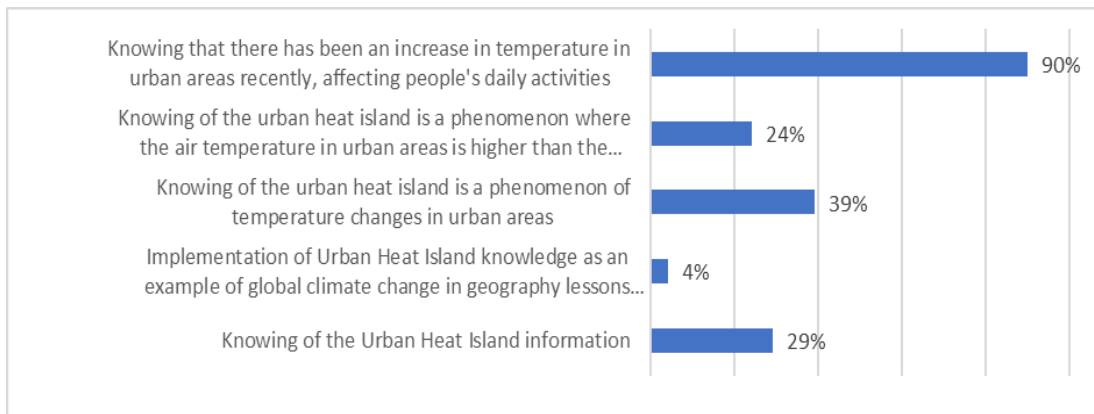 Knowing that there has been an increase in temperature in
urban areas recently, affecting people's daily activities
90%
Knowing of the urban heat island is a phenomenon where
the air temperature in urban areas is higher than the...
24%
Knowing of the urban heat island is a phenomenon of
temperature changes in urban areas
39%
Implementation of Urban Heat Island knowledge as an
example of global climate change in geography lessons...
4%
Knowing of the Urban Heat Island information
29%